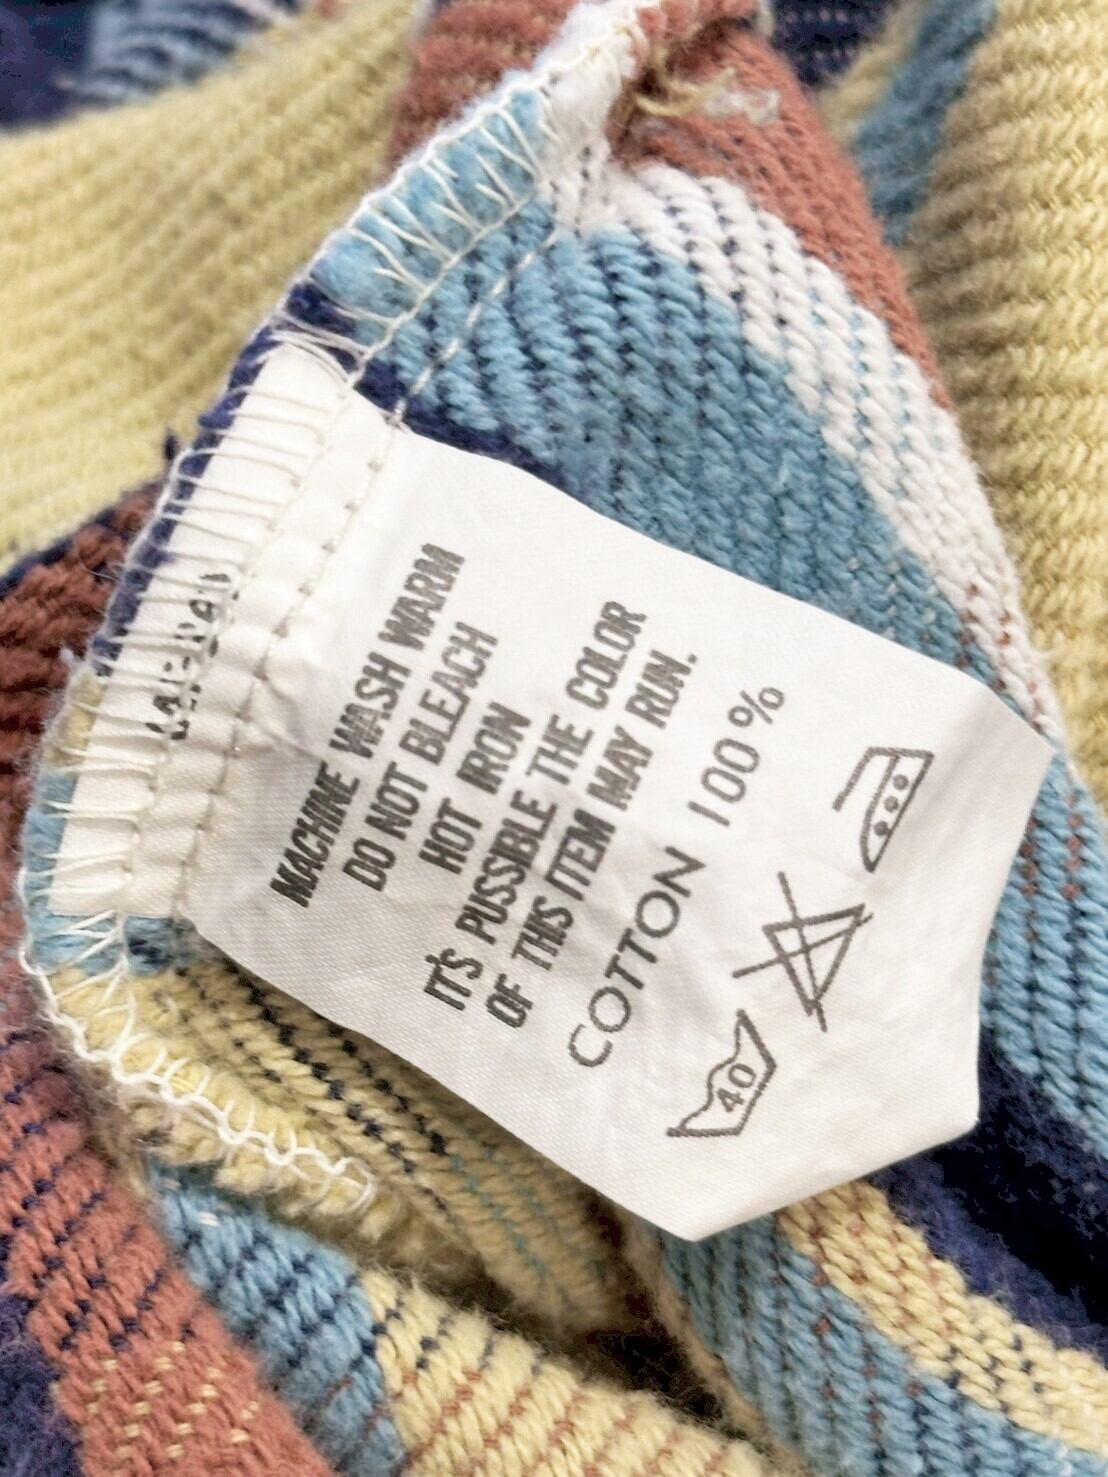 MACHINE WASH WARM
DO NOT BLEACH
HOT IRON
IT'S PUSSIBLE THE COLOR
OF THIS ITEM MAY RUN.
COTTON 100%
40